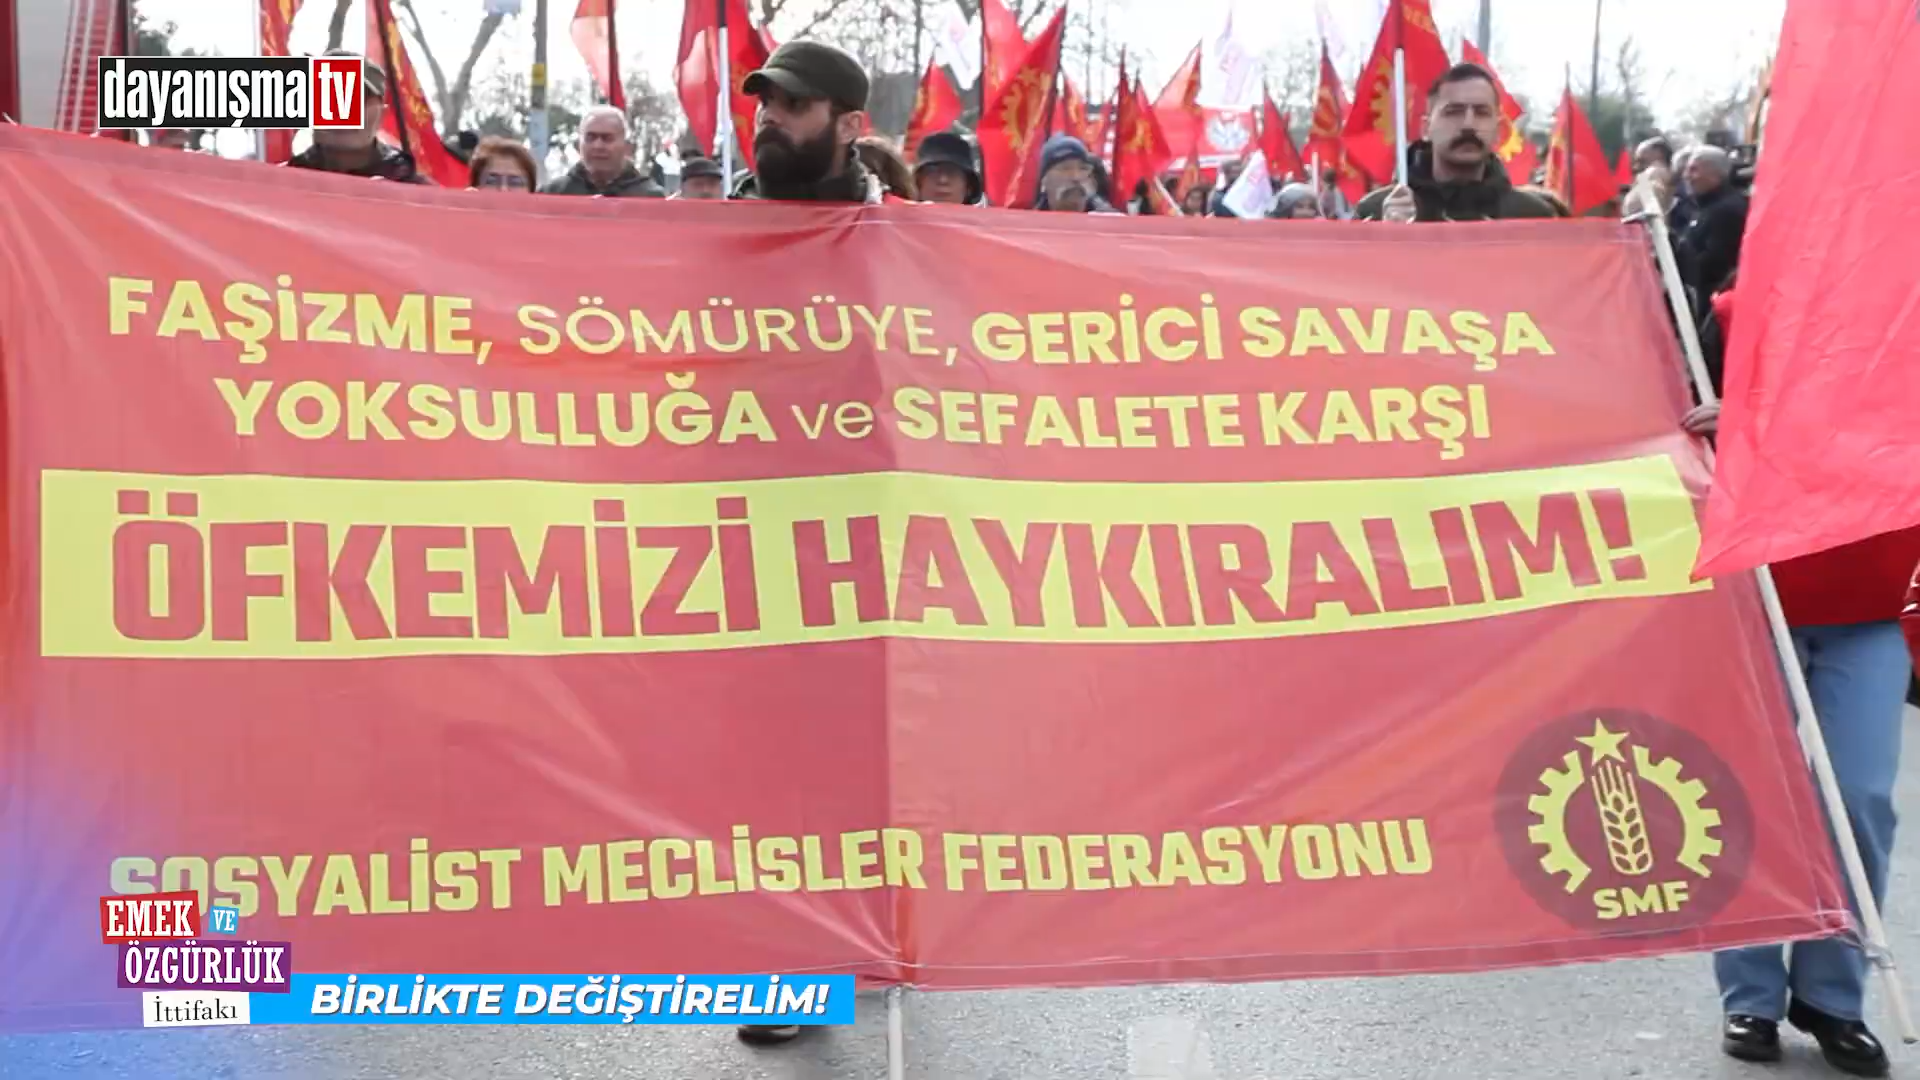 dayanışma tv
FAŞİZME, SÖMÜRÜYE, GERİCİ SAVAŞA
YOKSULLUĞA ve SEFALETE KARŞI
ÖFKEMİZİ HAYKIRALIM!
SOSYALİST MECLİSLER FEDERASYONU
SMF
EMEK VE
ÖZGÜRLÜK
İttifakı
BİRLİKTE DEĞİŞTİRELİM!